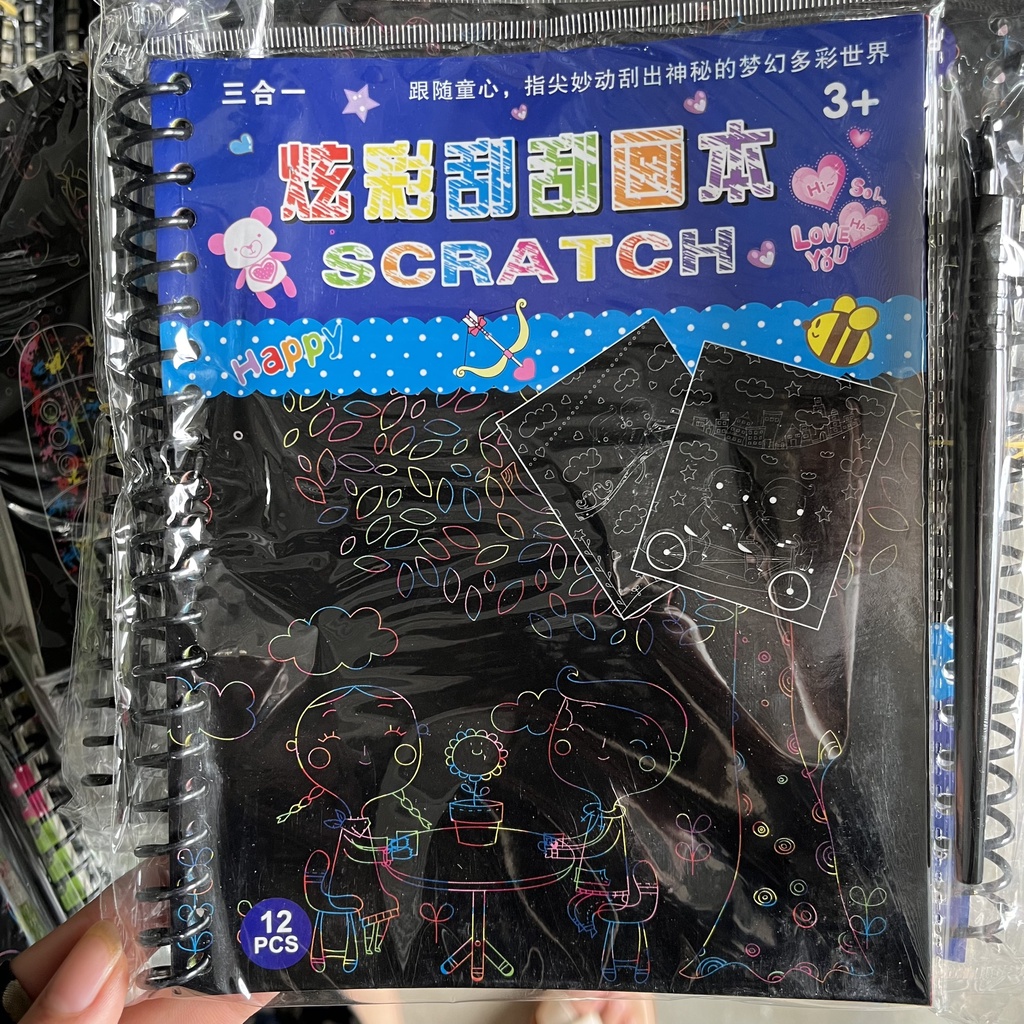 三合一
跟随童心，指尖妙动刮出神秘的梦幻多彩世界
3+
炫彩刮刮画本
SCRATCH
Hi~
So L.
HA~
LOVE
YOU
Happy
12
PCS